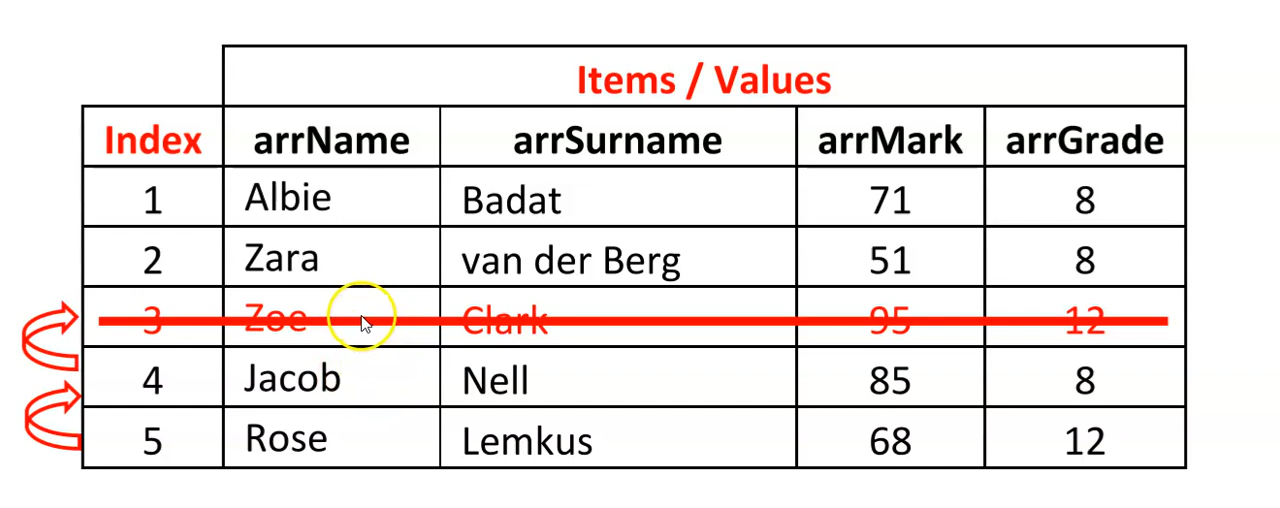 Items / Values
Index arrName arrSurname arrMark arrGrade
1 Albie Badat 71 8
2 Zara van der Berg 51 8
3 Zoe Clark 95 12
4 Jacob Nell 85 8
5 Rose Lemkus 68 12